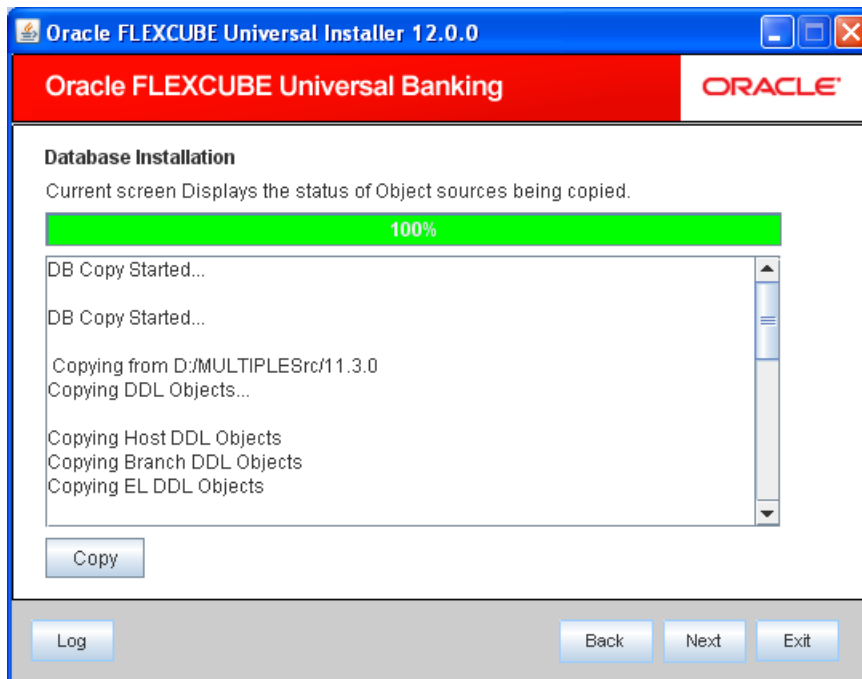 Oracle FLEXCUBE Universal Installer 12.0.0
Oracle FLEXCUBE Universal Banking
ORACLE
Database Installation
Current screen Displays the status of Object sources being copied.
100%
DB Copy Started...
DB Copy Started...
Copying from D:/MULTIPLESrc/11.3.0
Copying DDL Objects...
Copying Host DDL Objects
Copying Branch DDL Objects
Copying EL DDL Objects
Copy
Log
Back
Next
Exit